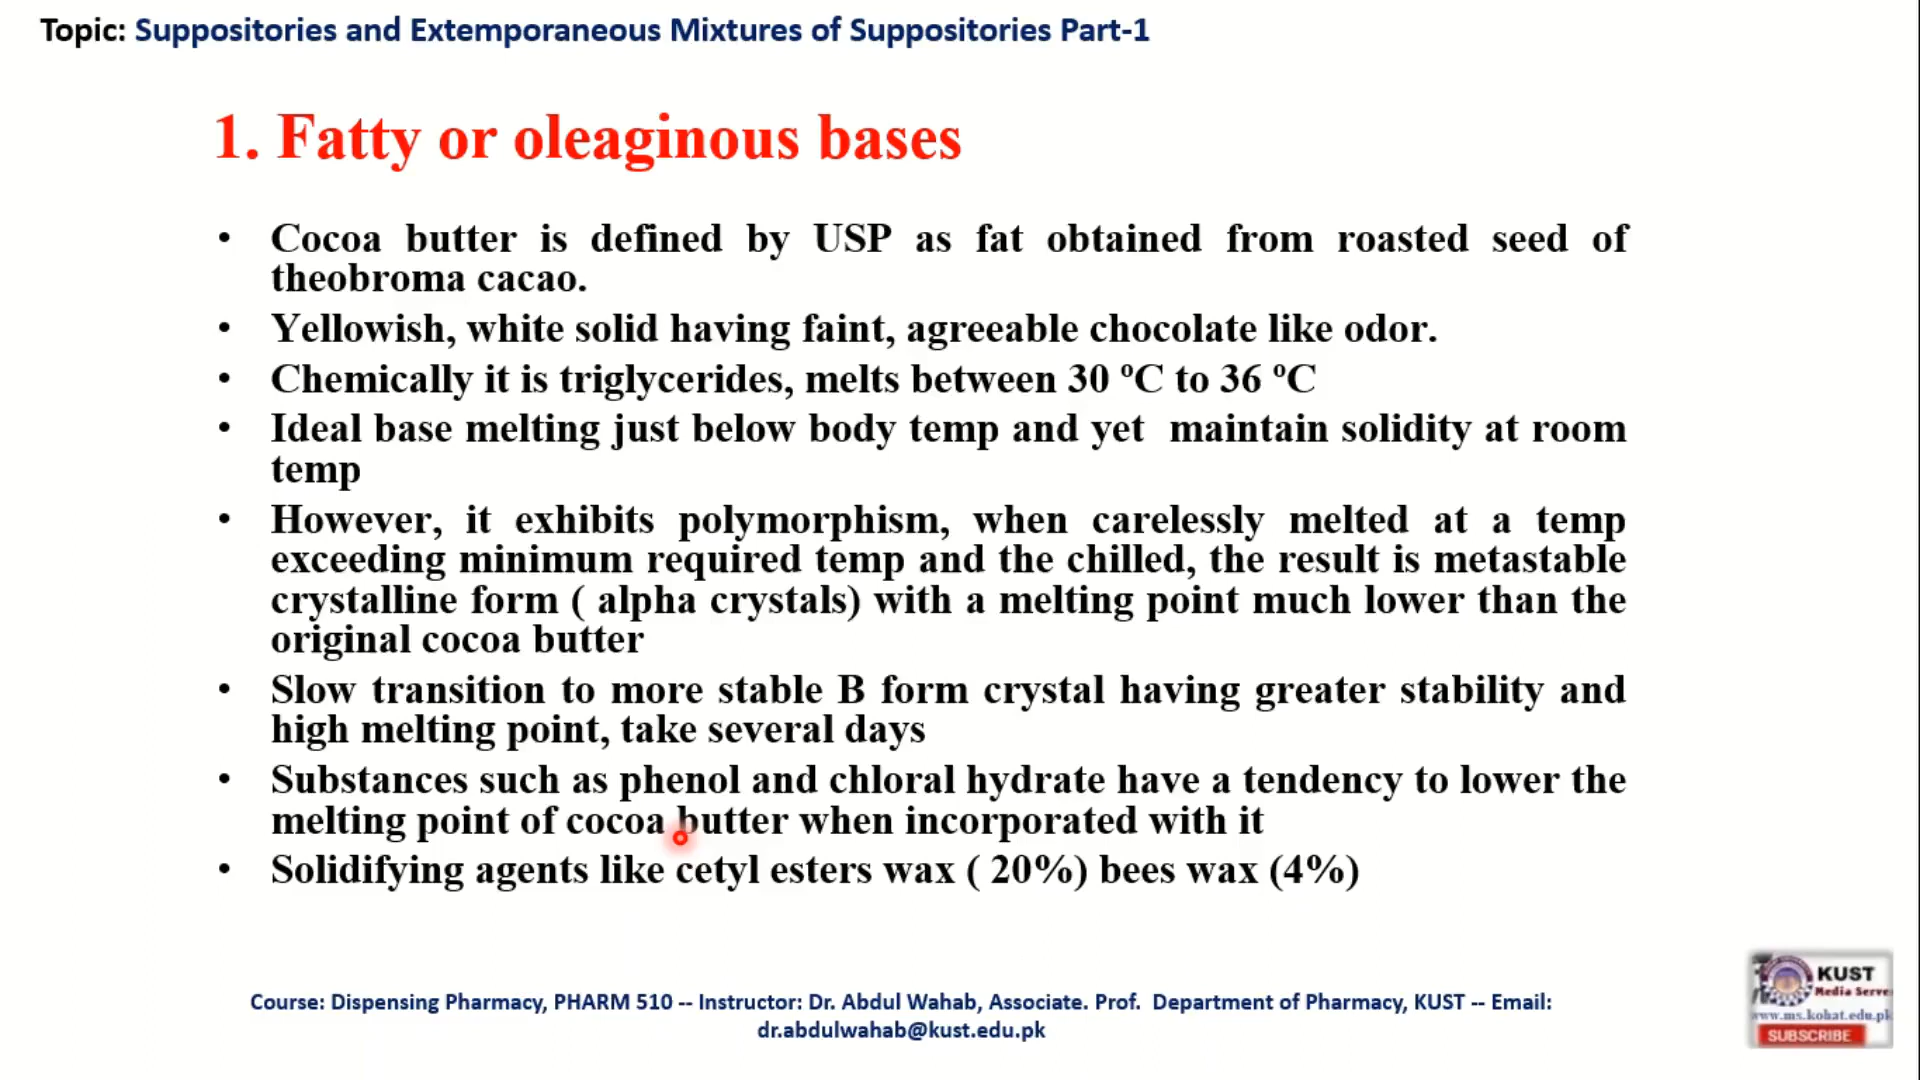 Topic: Suppositories and Extemporaneous Mixtures of Suppositories Part-1
1. Fatty or oleaginous bases
• Cocoa butter is defined by USP as fat obtained from roasted seed of
theobroma cacao.
• Yellowish, white solid having faint, agreeable chocolate like odor.
• Chemically it is triglycerides, melts between 30 ºC to 36 ºC
• Ideal base melting just below body temp and yet maintain solidity at room
temp
• However, it exhibits polymorphism, when carelessly melted at a temp
exceeding minimum required temp and the chilled, the result is metastable
crystalline form ( alpha crystals) with a melting point much lower than the
original cocoa butter
• Slow transition to more stable B form crystal having greater stability and
high melting point, take several days
• Substances such as phenol and chloral hydrate have a tendency to lower the
melting point of cocoa butter when incorporated with it
• Solidifying agents like cetyl esters wax ( 20%) bees wax (4%)
Course: Dispensing Pharmacy, PHARM 510 -- Instructor: Dr. Abdul Wahab, Associate. Prof. Department of Pharmacy, KUST -- Email:
dr.abdulwahab@kust.edu.pk
KUST
Media Serve
www.ms.kohat.edu.pk
SUBSCRIBE